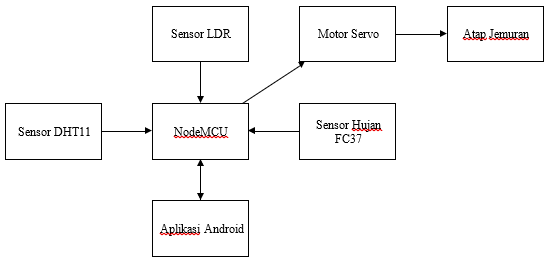 Sensor LDR
Motor Servo
Atap Jemuran
Sensor DHT11
NodeMCU
Sensor Hujan
FC37
Aplikasi Android